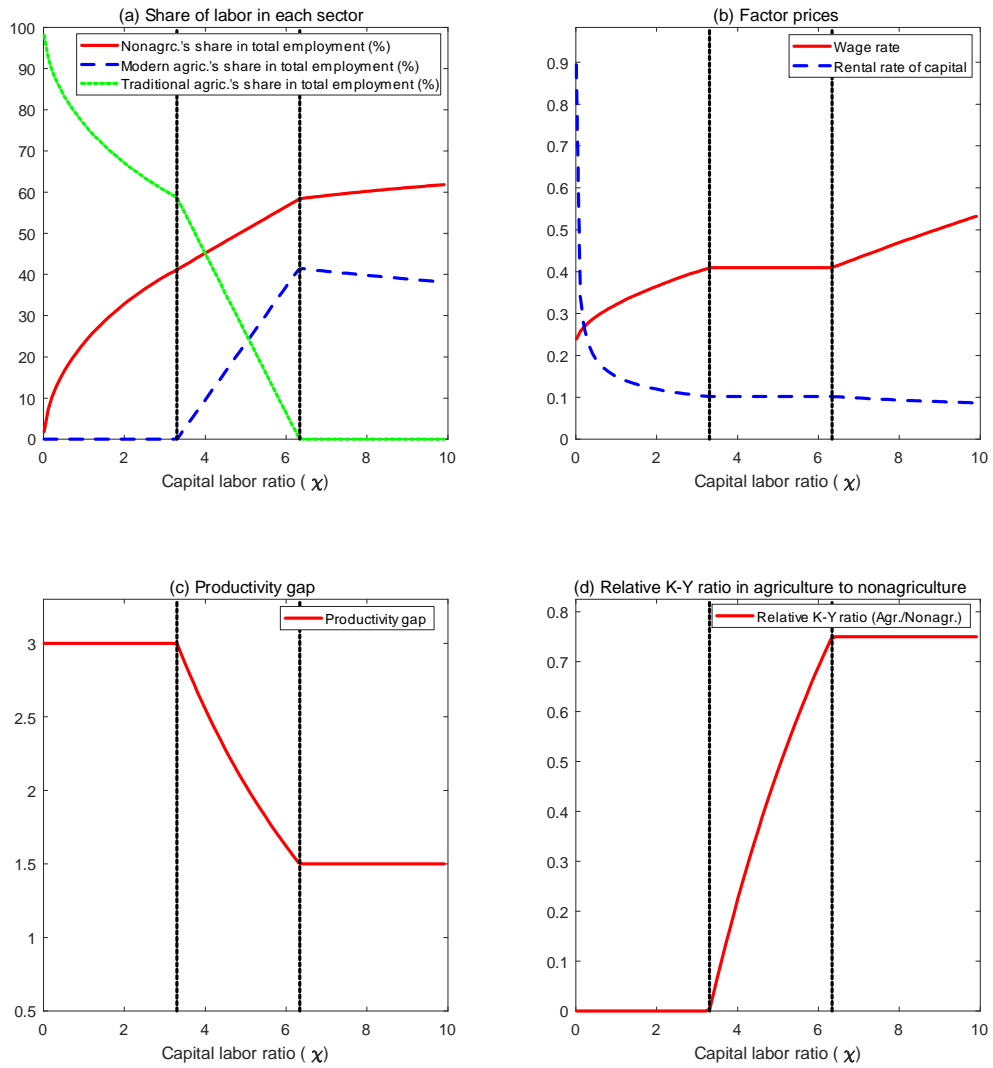 (a) Share of labor in each sector
100
90
80
70
60
50
40
30
20
10
0
Nonagrc.'s share in total employment (%)
Modern agric.'s share in total employment (%)
Traditional agric.'s share in total employment (%)
0 2 4 6 8 10
Capital labor ratio ( χ)
(b) Factor prices
0.9
0.8
0.7
0.6
0.5
0.4
0.3
0.2
0.1
0
Wage rate
Rental rate of capital
0 2 4 6 8 10
Capital labor ratio ( χ)
(c) Productivity gap
3
2.5
2
1.5
1
0.5
Productivity gap
0 2 4 6 8 10
Capital labor ratio ( χ)
(d) Relative K-Y ratio in agriculture to nonagriculture
0.8
0.7
0.6
0.5
0.4
0.3
0.2
0.1
0
Relative K-Y ratio (Agr./Nonagr.)
0 2 4 6 8 10
Capital labor ratio ( χ)